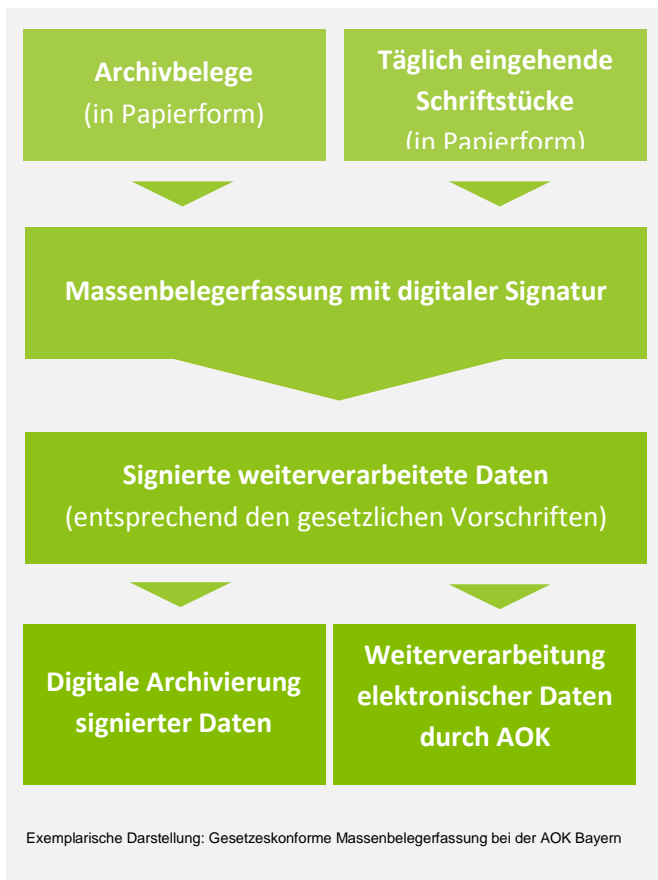 Archivbelege
(in Papierform)
Täglich eingehende
Schriftstücke
(in Papierform)
Massenbelegerfassung mit digitaler Signatur
Signierte weiterverarbeitete Daten
(entsprechend den gesetzlichen Vorschriften)
Digitale Archivierung
signierter Daten
Weiterverarbeitung
elektronischer Daten
durch AOK
Exemplarische Darstellung: Gesetzeskonforme Massenbelegerfassung bei der AOK Bayern